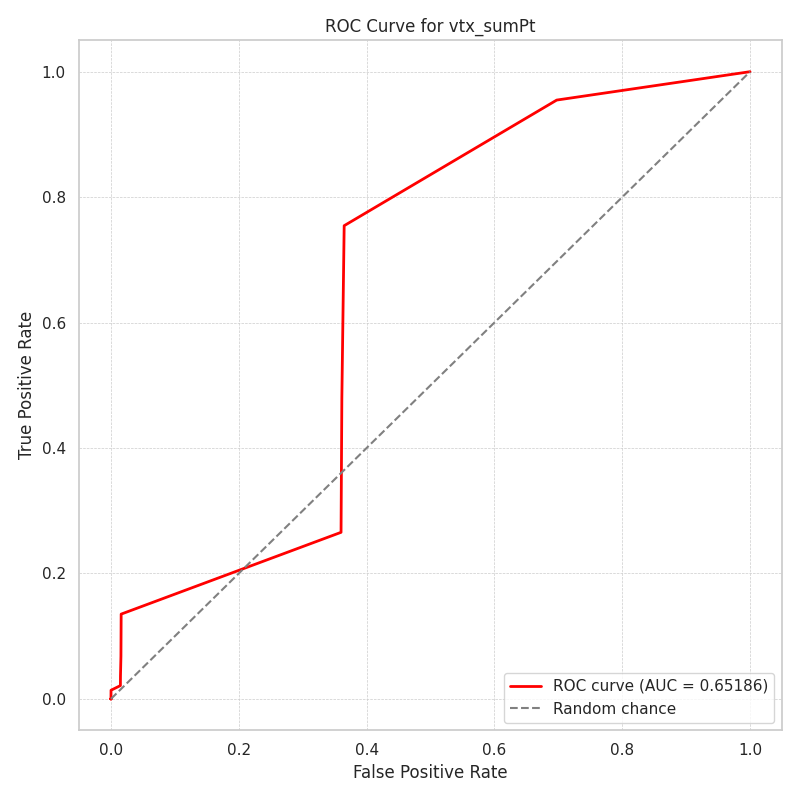 ROC Curve for vtx_sumPt
1.0
0.8
0.6
0.4
0.2
0.0
True Positive Rate
0.0 0.2 0.4 0.6 0.8 1.0
False Positive Rate
ROC curve (AUC = 0.65186)
Random chance